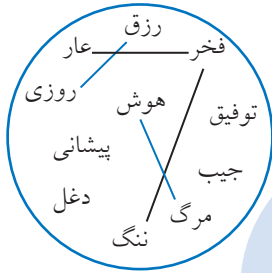 رزق
فخر
عار
روزی
هوش
توفیق
پیشانی
جیب
دغل
مرگ
ننگ